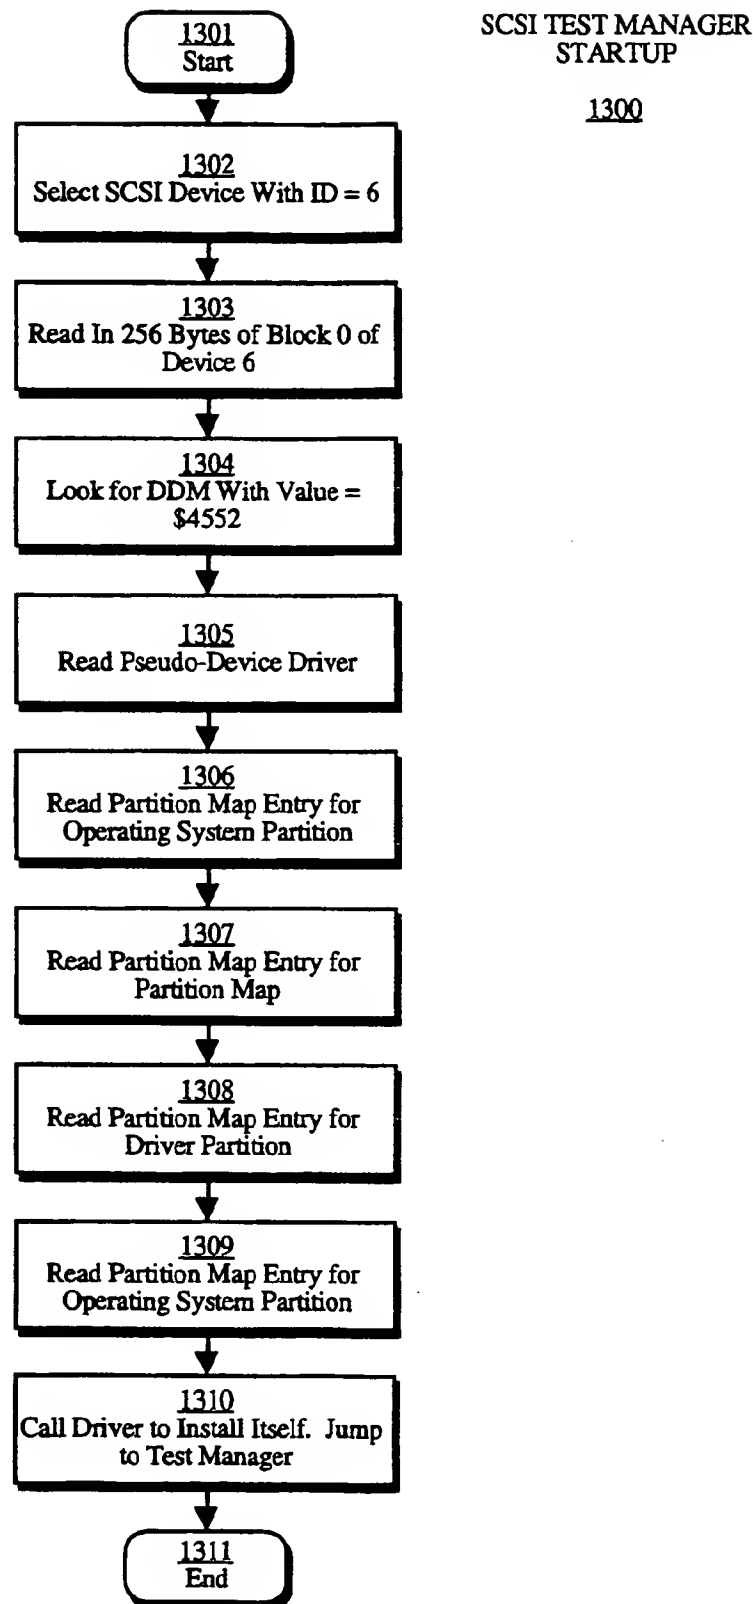 SCSI TEST MANAGER
STARTUP
1300
1301
Start
1302
Select SCSI Device With ID = 6
1303
Read In 256 Bytes of Block 0 of
Device 6
1304
Look for DDM With Value =
$4552
1305
Read Pseudo-Device Driver
1306
Read Partition Map Entry for
Operating System Partition
1307
Read Partition Map Entry for
Partition Map
1308
Read Partition Map Entry for
Driver Partition
1309
Read Partition Map Entry for
Operating System Partition
1310
Call Driver to Install Itself. Jump
to Test Manager
1311
End